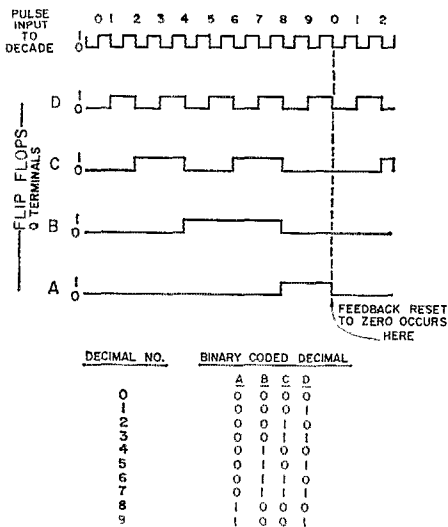 PULSE
INPUT
TO
DECADE
1
0
0 1 2 3 4 5 6 7 8 9 0 1 2
FLIP FLOPS
Q TERMINALS
D 1
0
C 1
0
B 1
0
A 1
0
FEEDBACK RESET
TO ZERO OCCURS
HERE
DECIMAL NO. BINARY CODED DECIMAL
A B C D
0 0 0 0 0
1 0 0 0 1
2 0 0 1 0
3 0 0 1 1
4 0 1 0 0
5 0 1 0 1
6 0 1 1 0
7 0 1 1 1
8 1 0 0 0
9 1 0 0 1